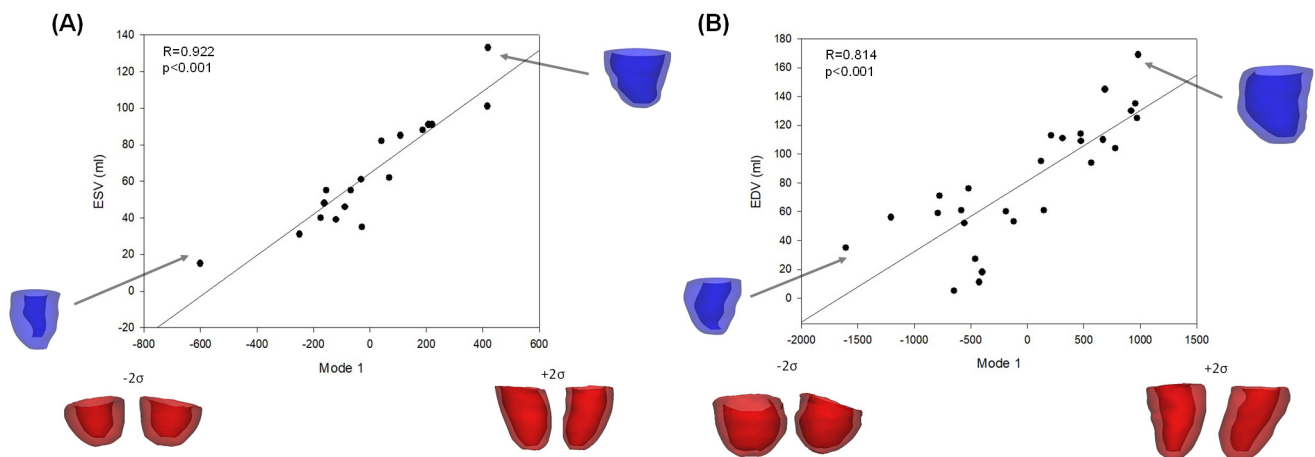 (A)
R=0.922
p<0.001
ESV (ml)
140
120
100
80
60
40
20
0
-20
-800 -600 -400 -200 0 200 400 600
Mode 1
-2σ
+2σ
(B)
R=0.814
p<0.001
EDV (ml)
180
160
140
120
100
80
60
40
20
0
-2000 -1500 -1000 -500 0 500 1000 1500
Mode 1
-2σ
+2σ